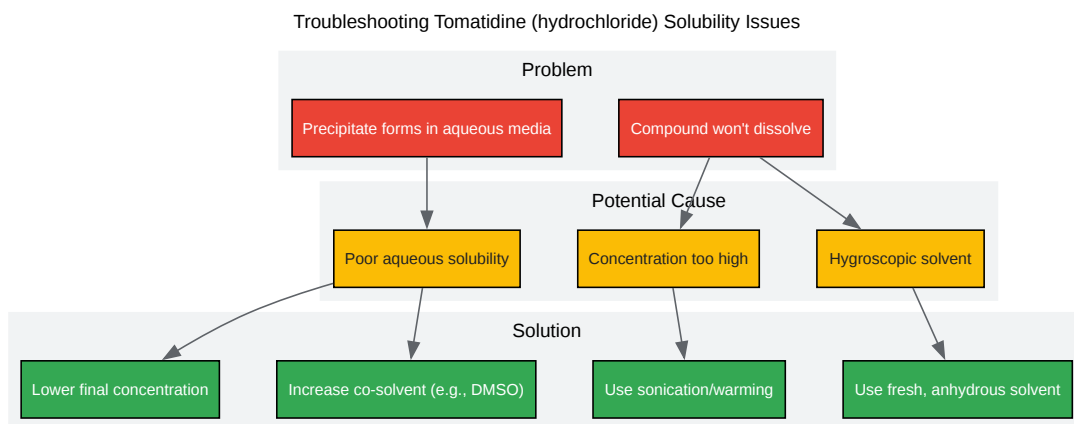 Troubleshooting Tomatidine (hydrochloride) Solubility Issues
Problem
Precipitate forms in aqueous media
Compound won't dissolve
Potential Cause
Poor aqueous solubility
Concentration too high
Hygroscopic solvent
Solution
Lower final concentration
Increase co-solvent (e.g., DMSO)
Use sonication/warming
Use fresh, anhydrous solvent